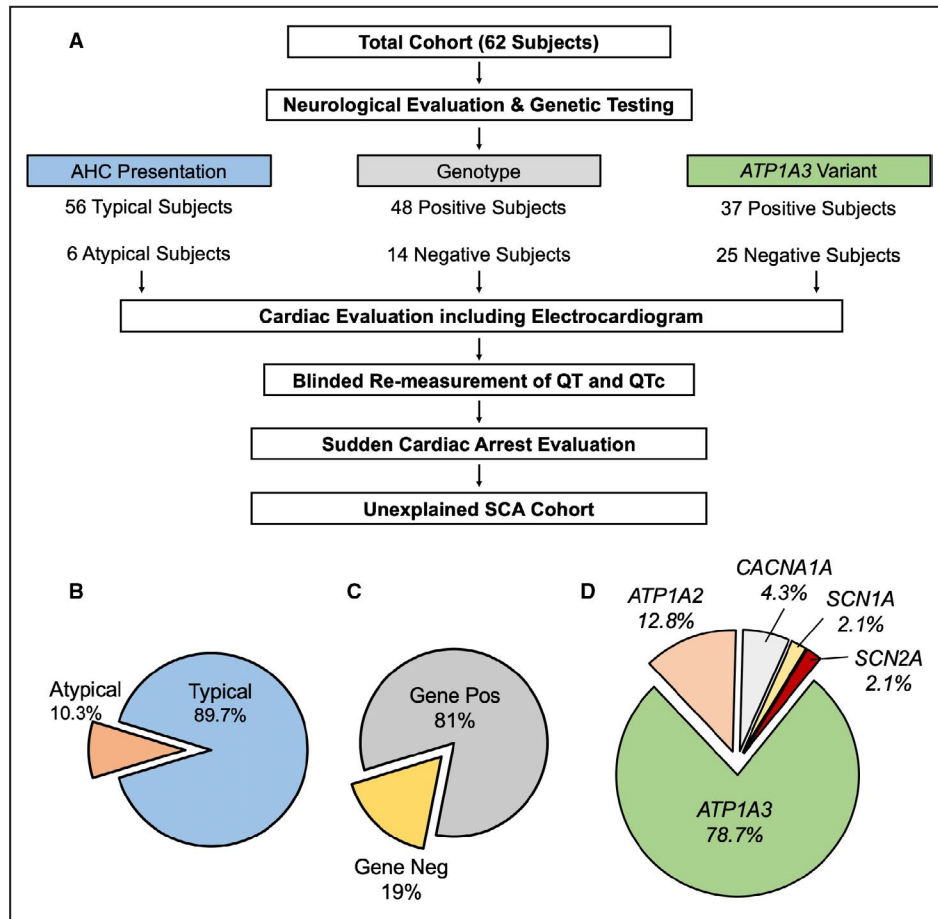 A
Total Cohort (62 Subjects)
Neurological Evaluation & Genetic Testing
AHC Presentation
Genotype
ATP1A3 Variant
56 Typical Subjects
48 Positive Subjects
37 Positive Subjects
6 Atypical Subjects
14 Negative Subjects
25 Negative Subjects
Cardiac Evaluation including Electrocardiogram
Blinded Re-measurement of QT and QTc
Sudden Cardiac Arrest Evaluation
Unexplained SCA Cohort
B
Atypical
10.3%
Typical
89.7%
C
Gene Pos
81%
Gene Neg
19%
D
ATP1A2
12.8%
CACNA1A
4.3%
SCN1A
2.1%
SCN2A
2.1%
ATP1A3
78.7%